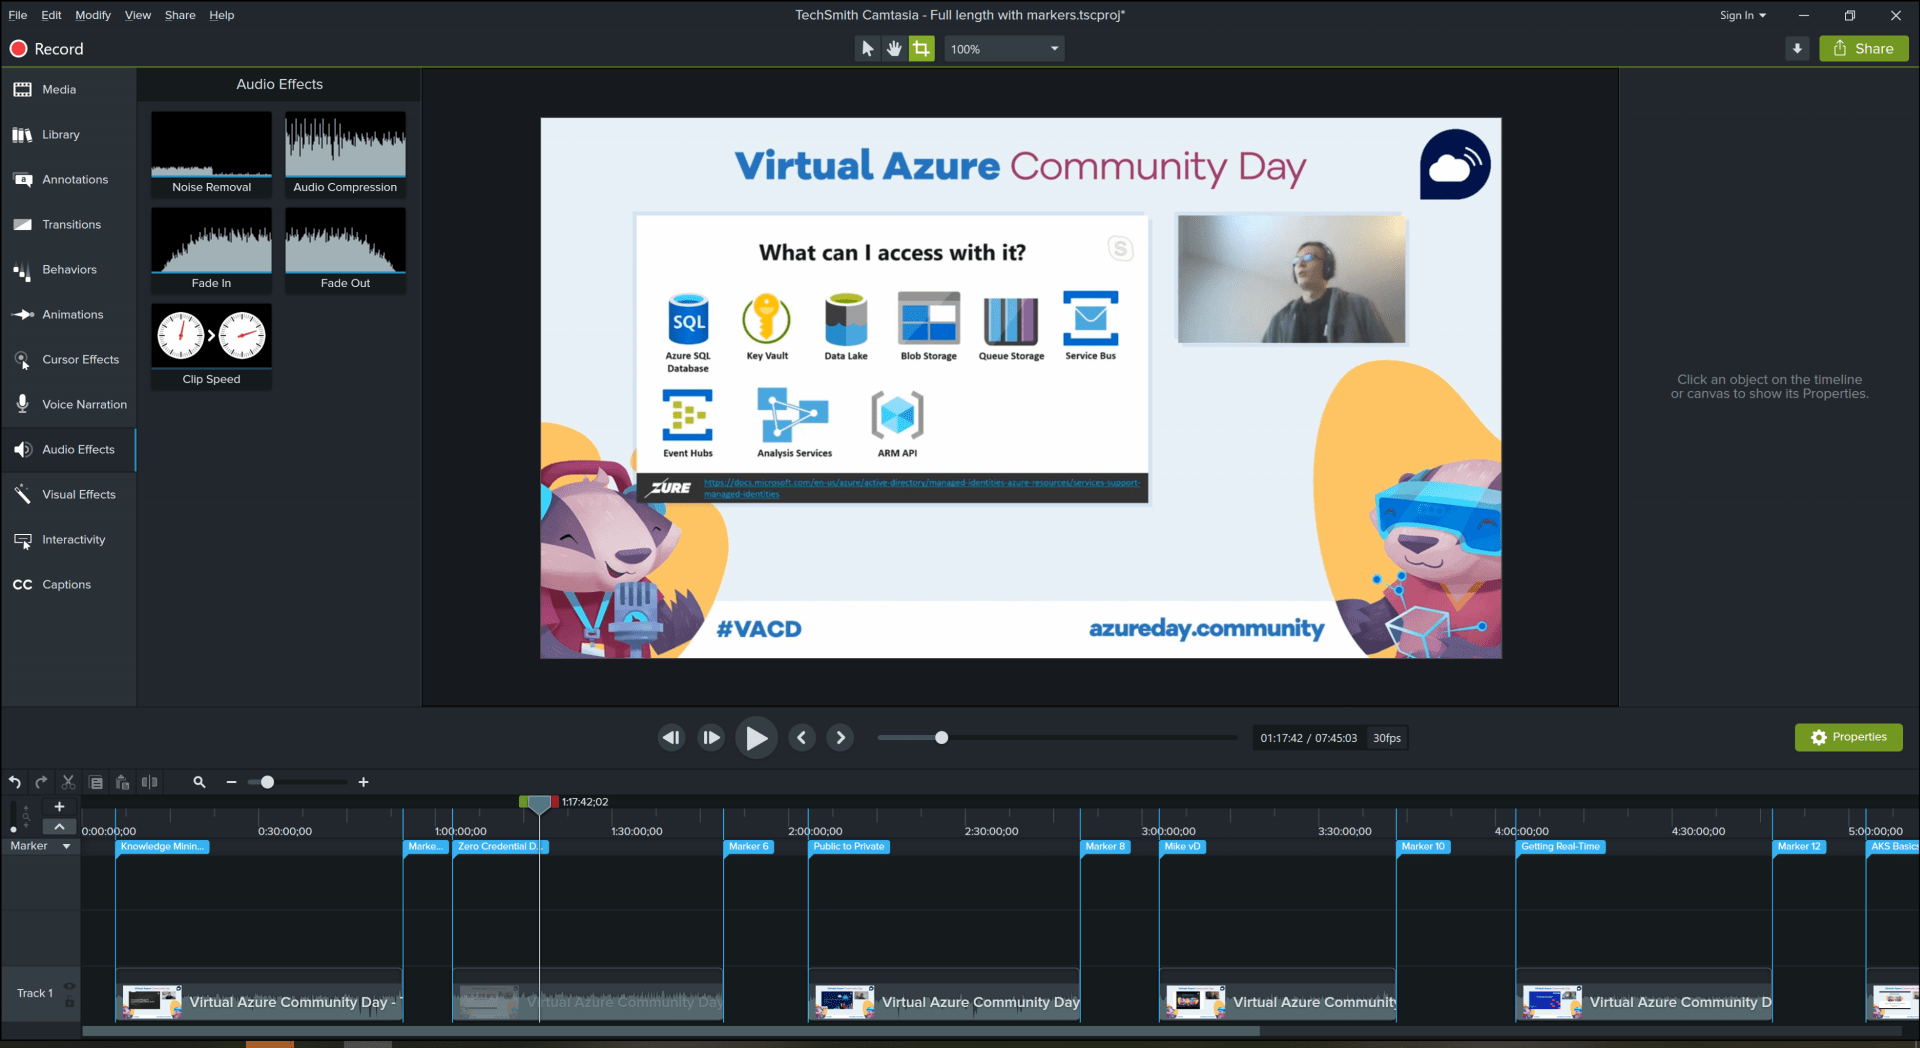 File Edit Modify View Share Help
TechSmith Camtasia - Full length with markers.tscproj*
Sign In
Record
100%
Share
Media
Library
Annotations
Transitions
Behaviors
Animations
Cursor Effects
Voice Narration
Audio Effects
Visual Effects
Interactivity
CC Captions
Audio Effects
Noise Removal
Audio Compression
Fade In
Fade Out
Clip Speed
Virtual Azure Community Day
What can I access with it?
S
SQL
Azure SQL Database
Key Vault
Data Lake
Blob Storage
Queue Storage
Service Bus
Event Hubs
Analysis Services
ARM API
ZURE
https://docs.microsoft.com/en-us/azure/active-directory/managed-identities-azure-resources/services-support-
managed-identities
#VACD
azureday.community
Click an object on the timeline
or canvas to show its Properties.
01:17:42 / 07:45:03
30fps
Properties
1:17:42;02
0:00:00;00 0:30:00;00 1:00:00;00 1:30:00;00 2:00:00;00 2:30:00;00 3:00:00;00 3:30:00;00 4:00:00;00 4:30:00;00 5:00:00;00
Marker
Knowledge Minin...
Marke...
Zero Credential D...
Marker 6
Public to Private
Marker 8
Mike vD
Marker 10
Getting Real-Time
Marker 12
AKS Basics
Track 1
Virtual Azure Community Day -
Virtual Azure Community Day
Virtual Azure Community Day
Virtual Azure Community
Virtual Azure Community D